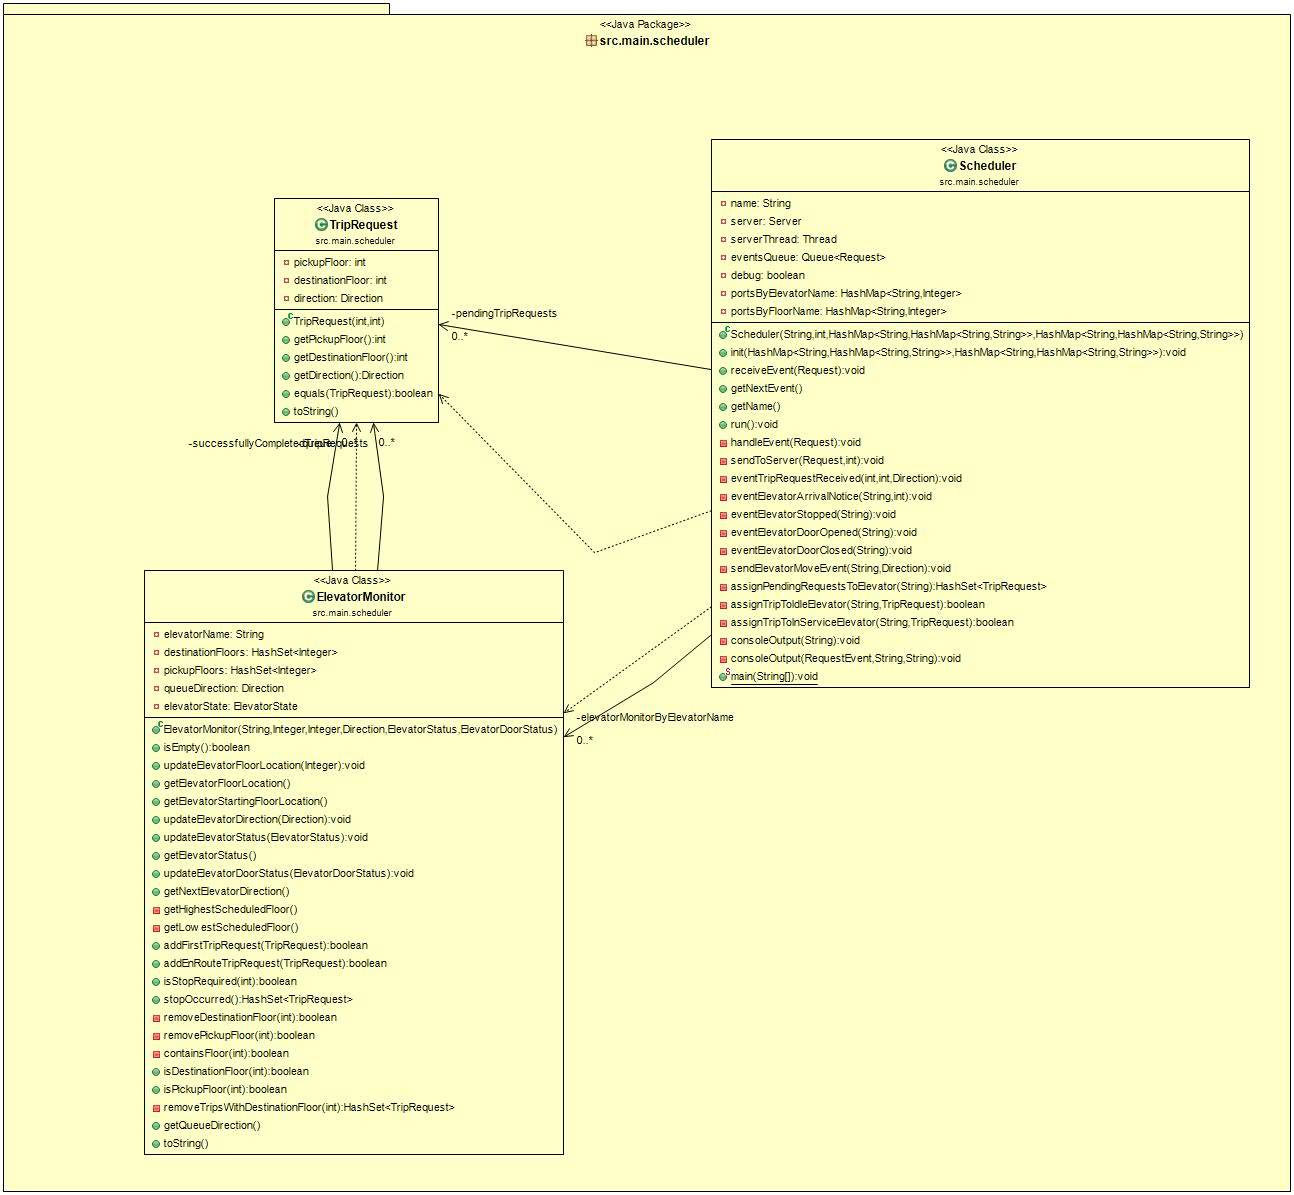 <<Java Package>>
src.main.scheduler
<<Java Class>>
Scheduler
src.main.scheduler
name: String
server: Server
serverThread: Thread
eventsQueue: Queue<Request>
debug: boolean
portsByElevatorName: HashMap<String,Integer>
portsByFloorName: HashMap<String,Integer>
Scheduler(String,int,HashMap<String,HashMap<String,String>>,HashMap<String,HashMap<String,String>>)
init(HashMap<String,HashMap<String,String>>,HashMap<String,HashMap<String,String>>):void
receiveEvent(Request):void
getNextEvent()
getName()
run():void
handleEvent(Request):void
sendToServer(Request,int):void
eventTripRequestReceived(int,int,Direction):void
eventElevatorArrivalNotice(String,int):void
eventElevatorStopped(String):void
eventElevatorDoorOpened(String):void
eventElevatorDoorClosed(String):void
sendElevatorMoveEvent(String,Direction):void
assignPendingRequestsToElevator(String):HashSet<TripRequest>
assignTripToIdleElevator(String,TripRequest):boolean
assignTripToInServiceElevator(String,TripRequest):boolean
consoleOutput(String):void
consoleOutput(RequestEvent,String,String):void
main(String[]):void
<<Java Class>>
TripRequest
src.main.scheduler
pickupFloor: int
destinationFloor: int
direction: Direction
TripRequest(int,int)
getPickupFloor():int
getDestinationFloor():int
getDirection():Direction
equals(TripRequest):boolean
toString()
-pendingTripRequests
0..*
-successfullyCompletedTripRequests
0..*
-elevatorMonitorByElevatorName
0..*
<<Java Class>>
ElevatorMonitor
src.main.scheduler
elevatorName: String
destinationFloors: HashSet<Integer>
pickupFloors: HashSet<Integer>
queueDirection: Direction
elevatorState: ElevatorState
ElevatorMonitor(String,Integer,Integer,Direction,ElevatorStatus,ElevatorDoorStatus)
isEmpty():boolean
updateElevatorFloorLocation(Integer):void
getElevatorFloorLocation()
getElevatorStartingFloorLocation()
updateElevatorDirection(Direction):void
updateElevatorStatus(ElevatorStatus):void
getElevatorStatus()
updateElevatorDoorStatus(ElevatorDoorStatus):void
getNextElevatorDirection()
getHighestScheduledFloor()
getLowestScheduledFloor()
addFirstTripRequest(TripRequest):boolean
addEnRouteTripRequest(TripRequest):boolean
isStopRequired(int):boolean
stopOccurred():HashSet<TripRequest>
removeDestinationFloor(int):boolean
removePickupFloor(int):boolean
containsFloor(int):boolean
isDestinationFloor(int):boolean
isPickupFloor(int):boolean
removeTripsWithDestinationFloor(int):HashSet<TripRequest>
getQueueDirection()
toString()